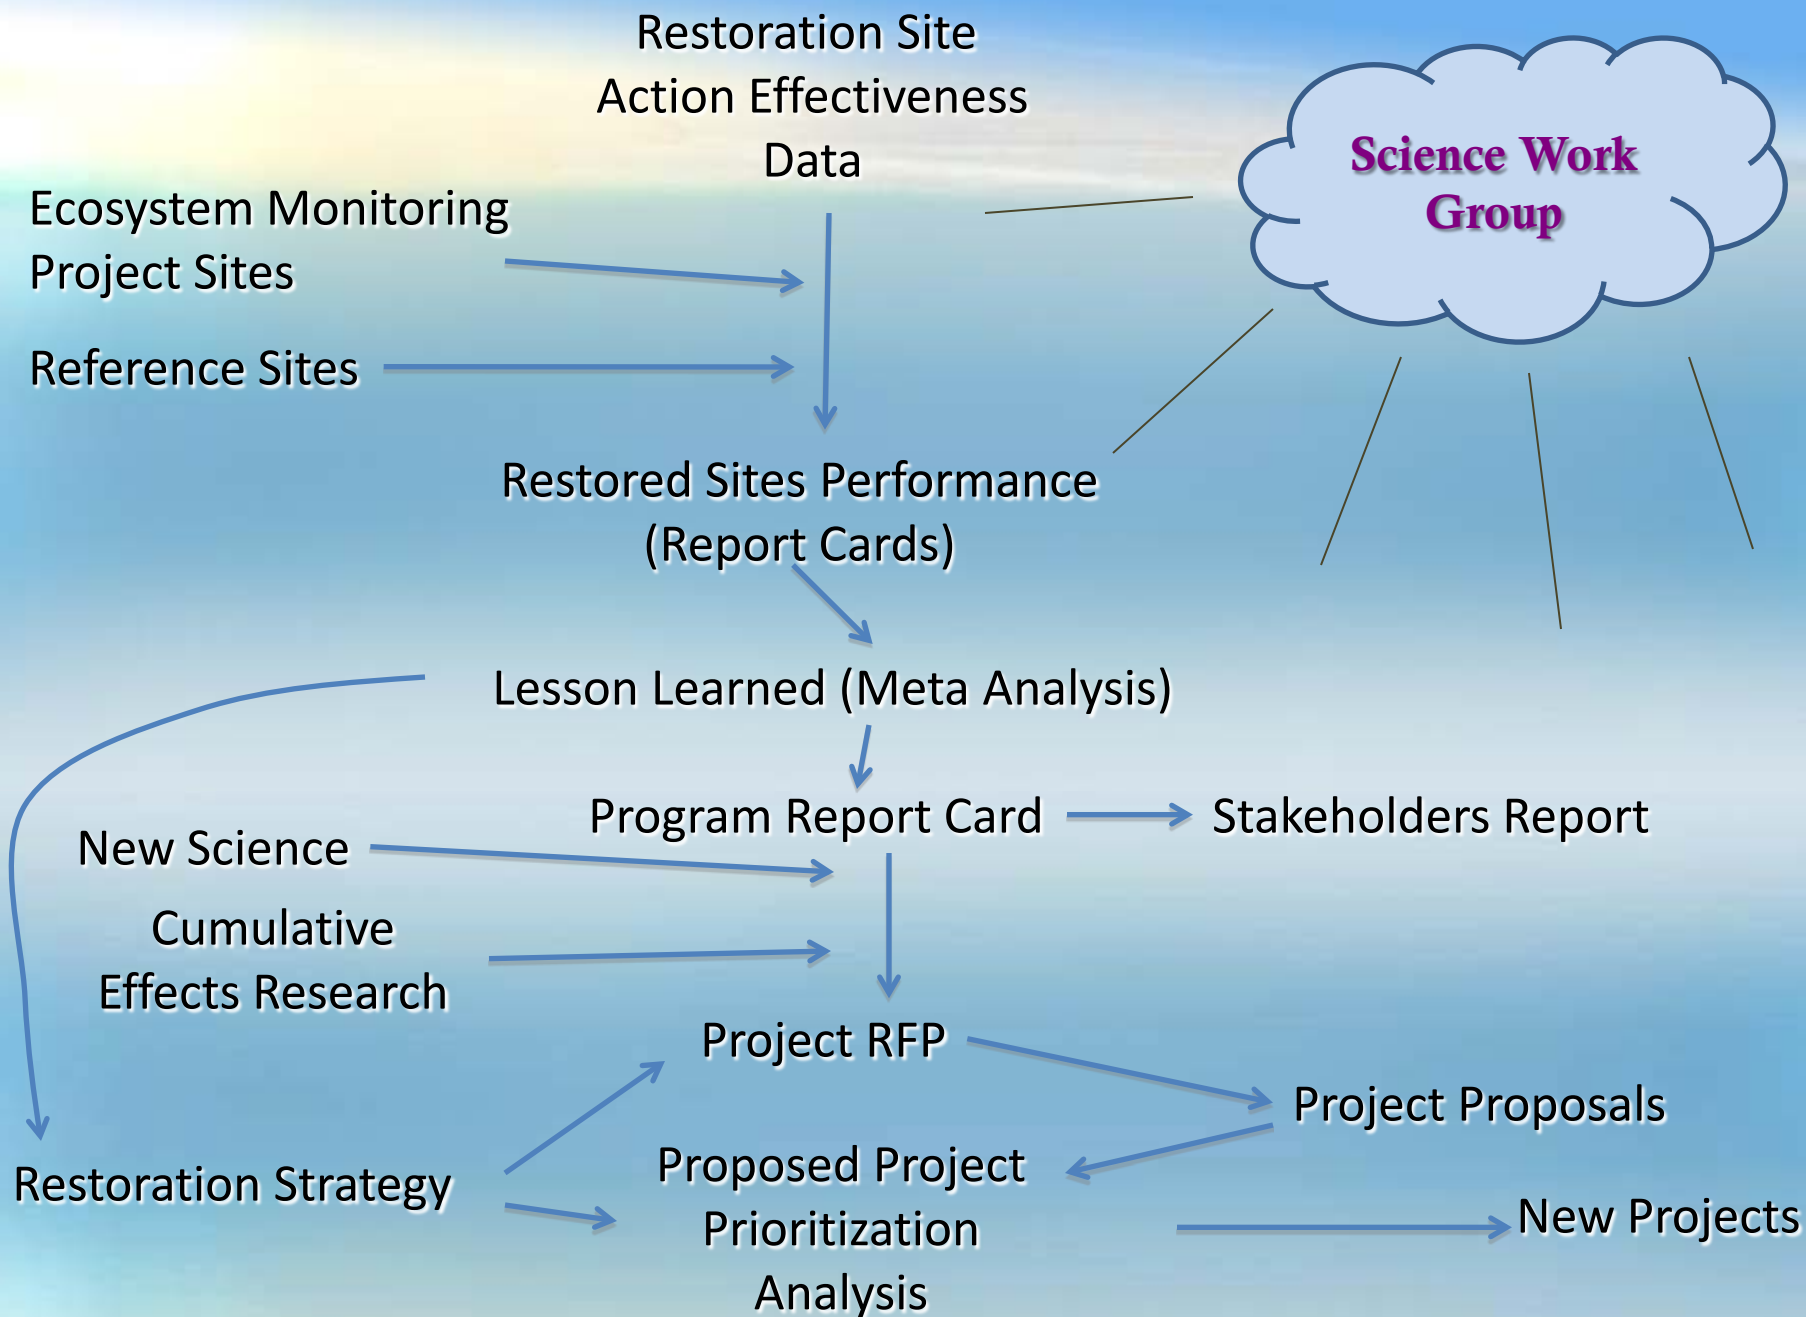 Restoration Site
Action Effectiveness
Data
Science Work
Group
Ecosystem Monitoring
Project Sites
Reference Sites
Restored Sites Performance
(Report Cards)
Lesson Learned (Meta Analysis)
Program Report Card
Stakeholders Report
New Science
Cumulative
Effects Research
Project RFP
Project Proposals
Restoration Strategy
Proposed Project
Prioritization
Analysis
New Projects